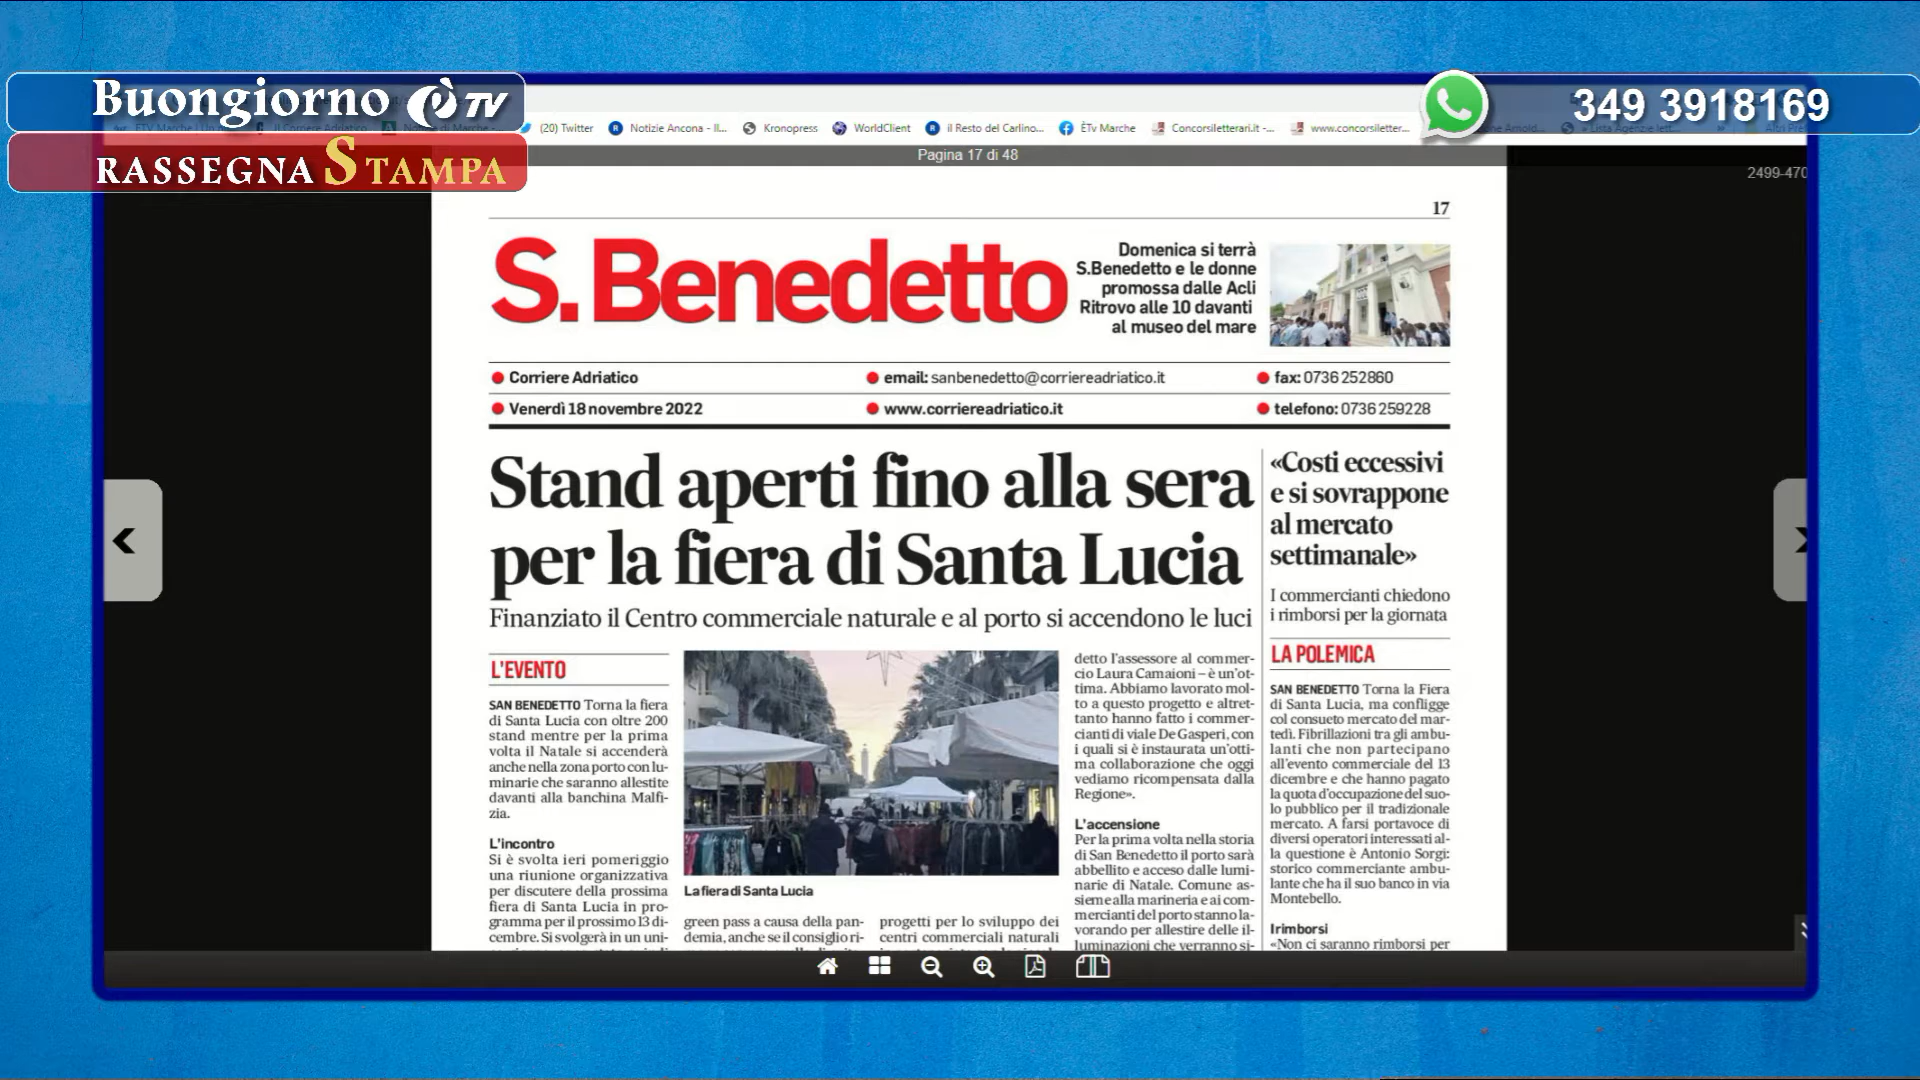 Buongiorno èTV
RASSEGNA STAMPA
349 3918169
(20) Twitter
Notizie Ancona - Il...
Kronopress
WorldClient
il Resto del Carlino...
ÈTv Marche
Concorsiletterari.it -...
www.concorsiletter...
Pagina 17 di 48
2499-470
17
S. Benedetto
Domenica si terrà
S.Benedetto e le donne
promossa dalle Acli
Ritrovo alle 10 davanti
al museo del mare
Corriere Adriatico
email: sanbenedetto@corriereadriatico.it
fax: 0736 252860
Venerdì 18 novembre 2022
www.corriereadriatico.it
telefono: 0736 259228
Stand aperti fino alla sera
per la fiera di Santa Lucia
Finanziato il Centro commerciale naturale e al porto si accendono le luci
L'EVENTO
SAN BENEDETTO Torna la fiera
di Santa Lucia con oltre 200
stand mentre per la prima
volta il Natale si accenderà
anche nella zona porto con lu-
minarie che saranno allestite
davanti alla banchina Malfi-
zia.
L'incontro
Si è svolta ieri pomeriggio
una riunione organizzativa
per discutere della prossima
fiera di Santa Lucia in pro-
gramma per il prossimo 13 di-
cembre. Si svolgerà in un uni-
La fiera di Santa Lucia
green pass a causa della pan-
demia, anche se il consiglio ri-
progetti per lo sviluppo dei
centri commerciali naturali
detto l'assessore al commer-
cio Laura Camaioni – è un'ot-
tima. Abbiamo lavorato mol-
to a questo progetto e altret-
tanto hanno fatto i commer-
cianti di viale De Gasperi, con
i quali si è instaurata un'otti-
ma collaborazione che oggi
vediamo ricompensata dalla
Regione».
L'accensione
Per la prima volta nella storia
di San Benedetto il porto sarà
abbellito e acceso dalle lumi-
narie di Natale. Comune as-
sieme alla marineria e ai com-
mercianti del porto stanno la-
vorando per allestire delle il-
luminazioni che verranno si-
«Costi eccessivi
e si sovrappone
al mercato
settimanale»
I commercianti chiedono
i rimborsi per la giornata
LA POLEMICA
SAN BENEDETTO Torna la Fiera
di Santa Lucia, ma confligge
col consueto mercato del mar-
tedì. Fibrillazioni tra gli ambu-
lanti che non partecipano
all'evento commerciale del 13
dicembre e che hanno pagato
la quota d'occupazione del suo-
lo pubblico per il tradizionale
mercato. A farsi portavoce di
diversi operatori interessati al-
la questione è Antonio Sorgi:
storico commerciante ambu-
lante che ha il suo banco in via
Montebello.
I rimborsi
«Non ci saranno rimborsi per